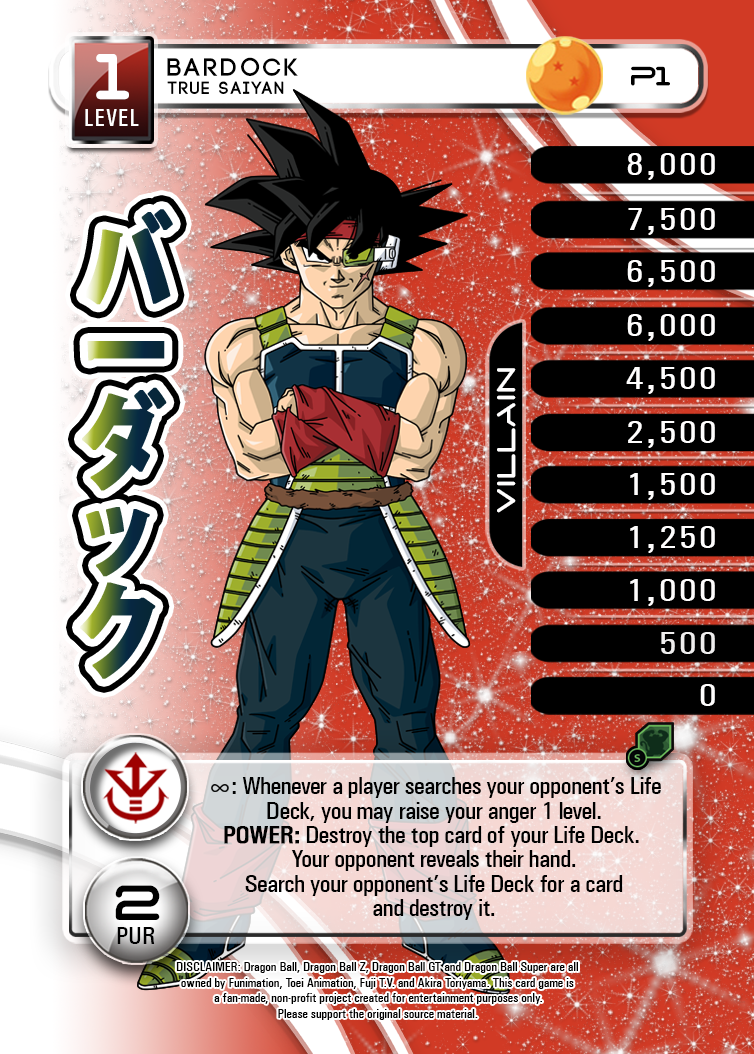 1
LEVEL
BARDOCK
TRUE SAIYAN
P1
8,000
7,500
6,500
6,000
4,500
2,500
1,500
1,250
1,000
500
0
VILLAIN
バーダック
10
S
∞: Whenever a player searches your opponent's Life
Deck, you may raise your anger 1 level.
POWER: Destroy the top card of your Life Deck.
Your opponent reveals their hand.
Search your opponent's Life Deck for a card
and destroy it.
2
PUR
DISCLAIMER: Dragon Ball, Dragon Ball Z, Dragon Ball GT and Dragon Ball Super are all
owned by Funimation, Toei Animation, Fuji T.V. and Akira Toriyama. This card game is
a fan-made, non-profit project created for entertainment purposes only.
Please support the original source material.